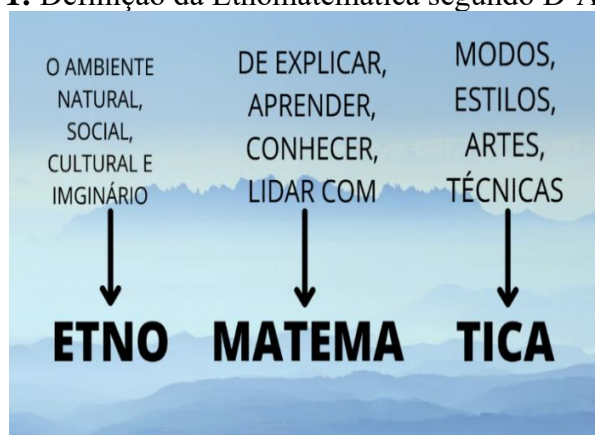 1. Definição da Etnomatemática segundo D'A
O AMBIENTE
NATURAL,
SOCIAL,
CULTURAL E
IMGINÁRIO
DE EXPLICAR,
APRENDER,
CONHECER,
LIDAR COM
MODOS,
ESTILOS,
ARTES,
TÉCNICAS
ETNO
MATEMA
TICA